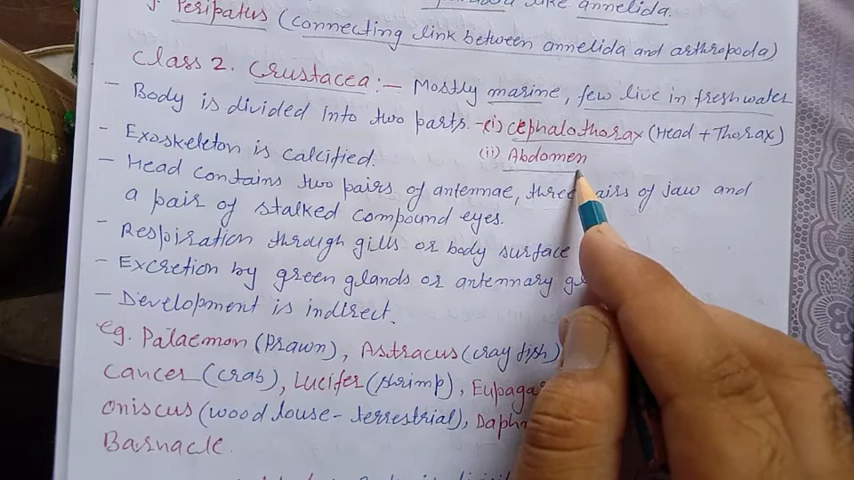 annelida.
Peripatus (connecting link between annelida and arthropoda)
Class 2. Crustacea:- Mostly marine, few live in freshwater
- Body is divided into two parts -(i) cephalothorax (Head + Thorax)
(ii) Abdomen
- Exoskeleton is calcified.
- Head contains two pairs of antennae, three pairs of jaw and
a pair of stalked compound eyes.
- Respiration through gills or body surface
- Excretion by green glands or antennary
- Development is indirect.
eg. Palaemon (prawn), Astracus (cray fish)
Cancer (crab), Lucifer (shrimp), Eupagar
oniscus (wood louse - terrestrial), Daphn
Barnacle.